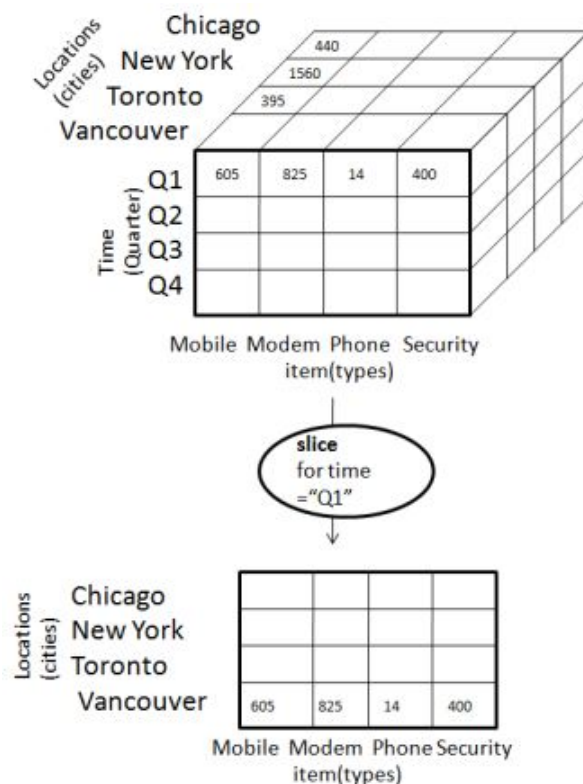 Locations
(cities)
Chicago
New York
Toronto
Vancouver
440
1560
395
Time
(Quarter)
Q1 605 825 14 400
Q2
Q3
Q4
Mobile Modem Phone Security
item(types)
slice
for time
=“Q1”
Locations
(cities)
Chicago
New York
Toronto
Vancouver 605 825 14 400
Mobile Modem Phone Security
item(types)